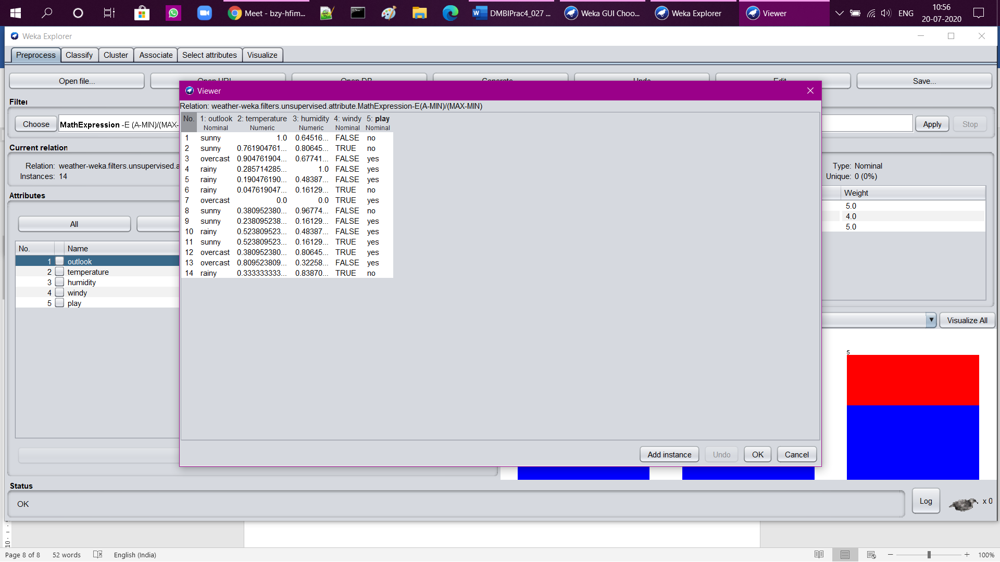 Meet - bzy-hfim...
DMBIPrac4_027 ...
Weka GUI Choo...
Weka Explorer
Viewer
ENG
10:56
20-07-2020
Weka Explorer
Preprocess Classify Cluster Associate Select attributes Visualize
Open file... Open URL Open DB Generate Undo Edit Save...
Viewer
Filter
Relation: weather-weka.filters.unsupervised.attribute.MathExpression-E(A-MIN)/(MAX-MIN)
Choose MathExpression -E (A-MIN)/(MAX- Apply Stop
No. 1: outlook 2: temperature 3: humidity 4: windy 5: play
Nominal Numeric Numeric Nominal Nominal
1 sunny 1.0 0.64516... FALSE no
2 sunny 0.761904761... 0.80645... TRUE no
3 overcast 0.904761904... 0.67741... FALSE yes
4 rainy 0.285714285... 1.0 FALSE yes
5 rainy 0.190476190... 0.48387... FALSE yes
6 rainy 0.047619047... 0.16129... TRUE no
7 overcast 0.0 0.0 TRUE yes
8 sunny 0.380952380... 0.96774... FALSE no
9 sunny 0.238095238... 0.16129... FALSE yes
10 rainy 0.523809523... 0.48387... FALSE yes
11 sunny 0.523809523... 0.16129... TRUE yes
12 overcast 0.380952380... 0.80645... TRUE yes
13 overcast 0.809523809... 0.32258... FALSE yes
14 rainy 0.333333333... 0.83870... TRUE no
Add instance Undo OK Cancel
Current relation
Relation: weather-weka.filters.unsupervised.a
Instances: 14
Attributes
All
No. Name
1 outlook
2 temperature
3 humidity
4 windy
5 play
Type: Nominal
Unique: 0 (0%)
Weight
5.0
4.0
5.0
Visualize All
5
Status
OK
Log
x 0
10
Page 8 of 8 52 words English (India) 100%